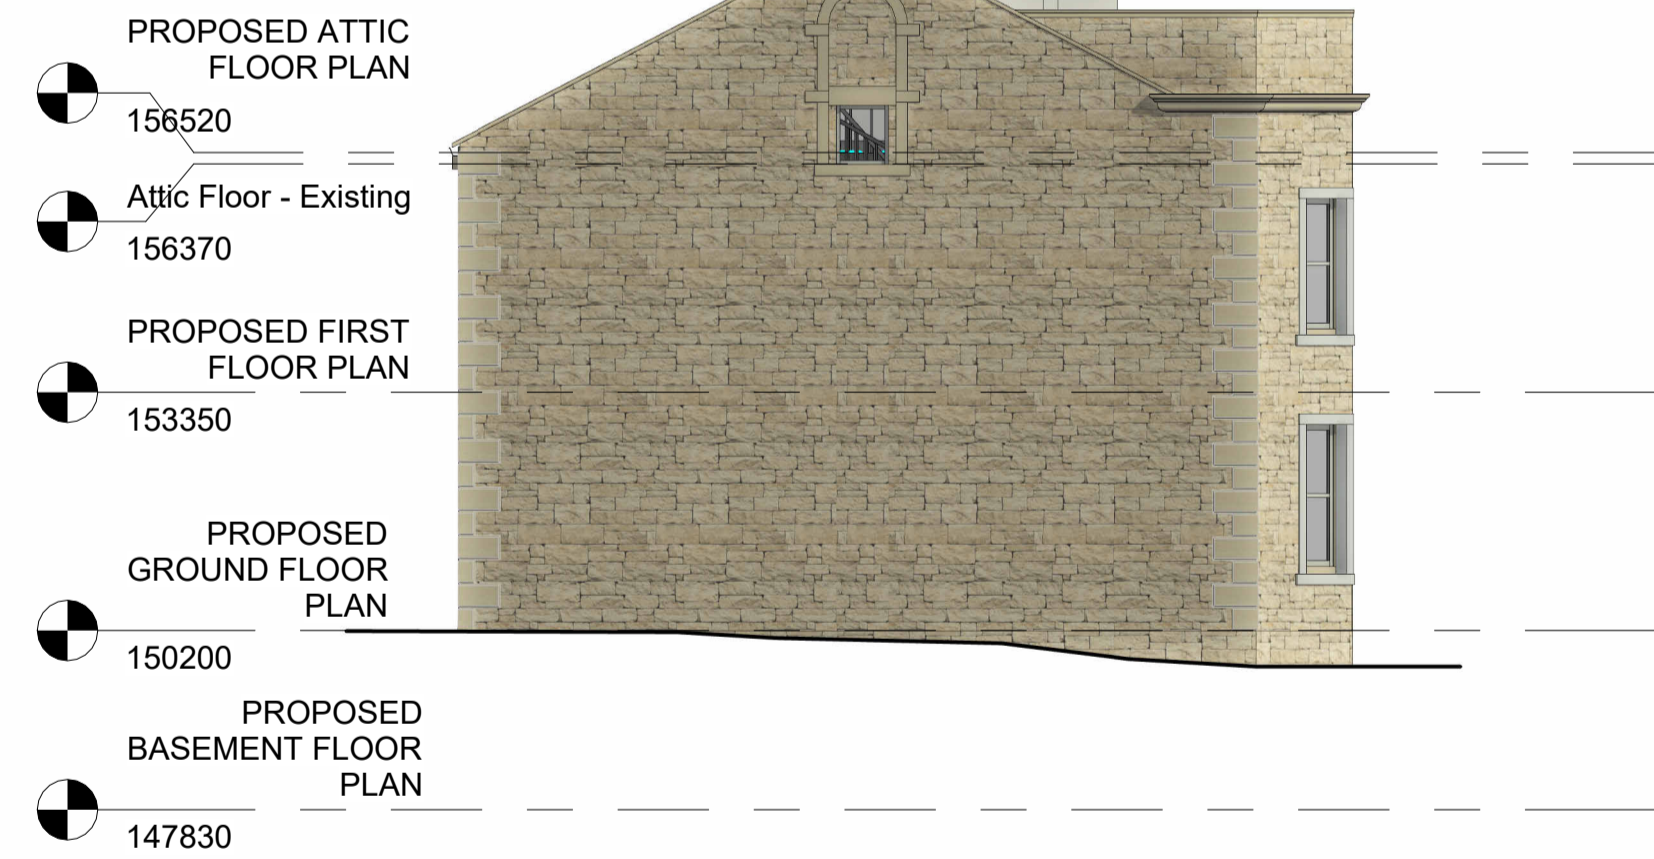 PROPOSED ATTIC
FLOOR PLAN
156520
Attic Floor - Existing
156370
PROPOSED FIRST
FLOOR PLAN
153350
PROPOSED
GROUND FLOOR
PLAN
150200
PROPOSED
BASEMENT FLOOR
PLAN
147830